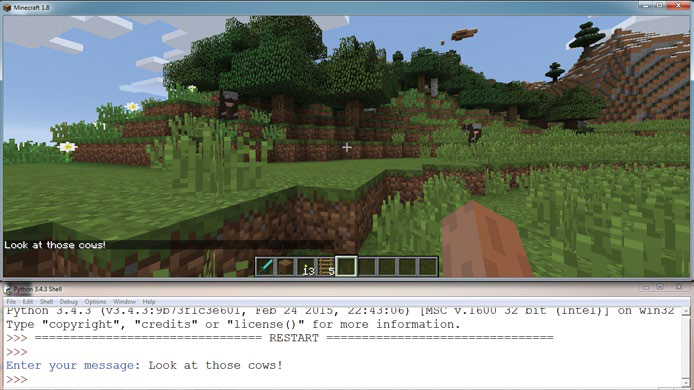 Minecraft 1.8
Look at those cows!
13 5
Python 3.4.3 Shell
File Edit Shell Debug Options Window Help
Python 3.4.3 (v3.4.3:9b73f1c3e601, Feb 24 2015, 22:43:06) [MSC v.1600 32 bit (Intel)] on win32
Type "copyright", "credits" or "license()" for more information.
>>> ================================ RESTART ================================
>>>
Enter your message: Look at those cows!
>>>